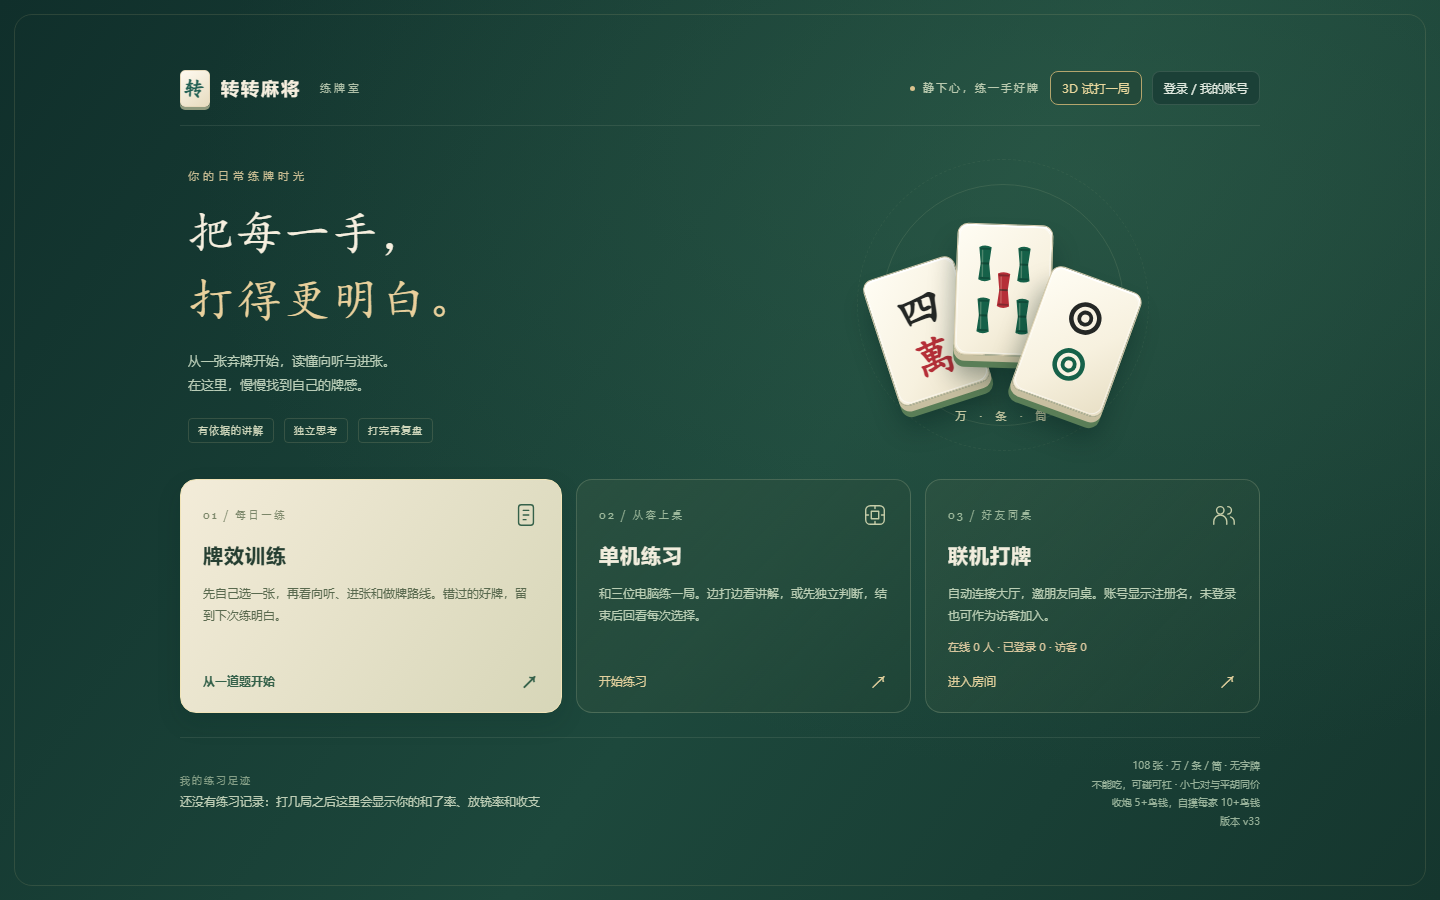 转 转转麻将 练牌室
静下心，练一手好牌
3D 试打一局
登录 / 我的账号
你的日常练牌时光
把每一手，
打得更明白。
从一张弃牌开始，读懂向听与进张。
在这里，慢慢找到自己的牌感。
有依据的讲解
独立思考
打完再复盘
四
萬
万 · 条 · 筒
01 / 每日一练
牌效训练
先自己选一张，再看向听、进张和做牌路线。错过的好牌，留
到下次练明白。
从一道题开始
02 / 从容上桌
单机练习
和三位电脑练一局。边打边看讲解，或先独立判断，结
束后回看每次选择。
开始练习
03 / 好友同桌
联机打牌
自动连接大厅，邀朋友同桌。账号显示注册名，未登录
也可作为访客加入。
在线 0 人 · 已登录 0 · 访客 0
进入房间
我的练习足迹
还没有练习记录：打几局之后这里会显示你的和了率、放铳率和收支
108 张 · 万 / 条 / 筒 · 无字牌
不能吃，可碰可杠 · 小七对与平胡同价
收炮 5+鸟钱，自摸每家 10+鸟钱
版本 v33